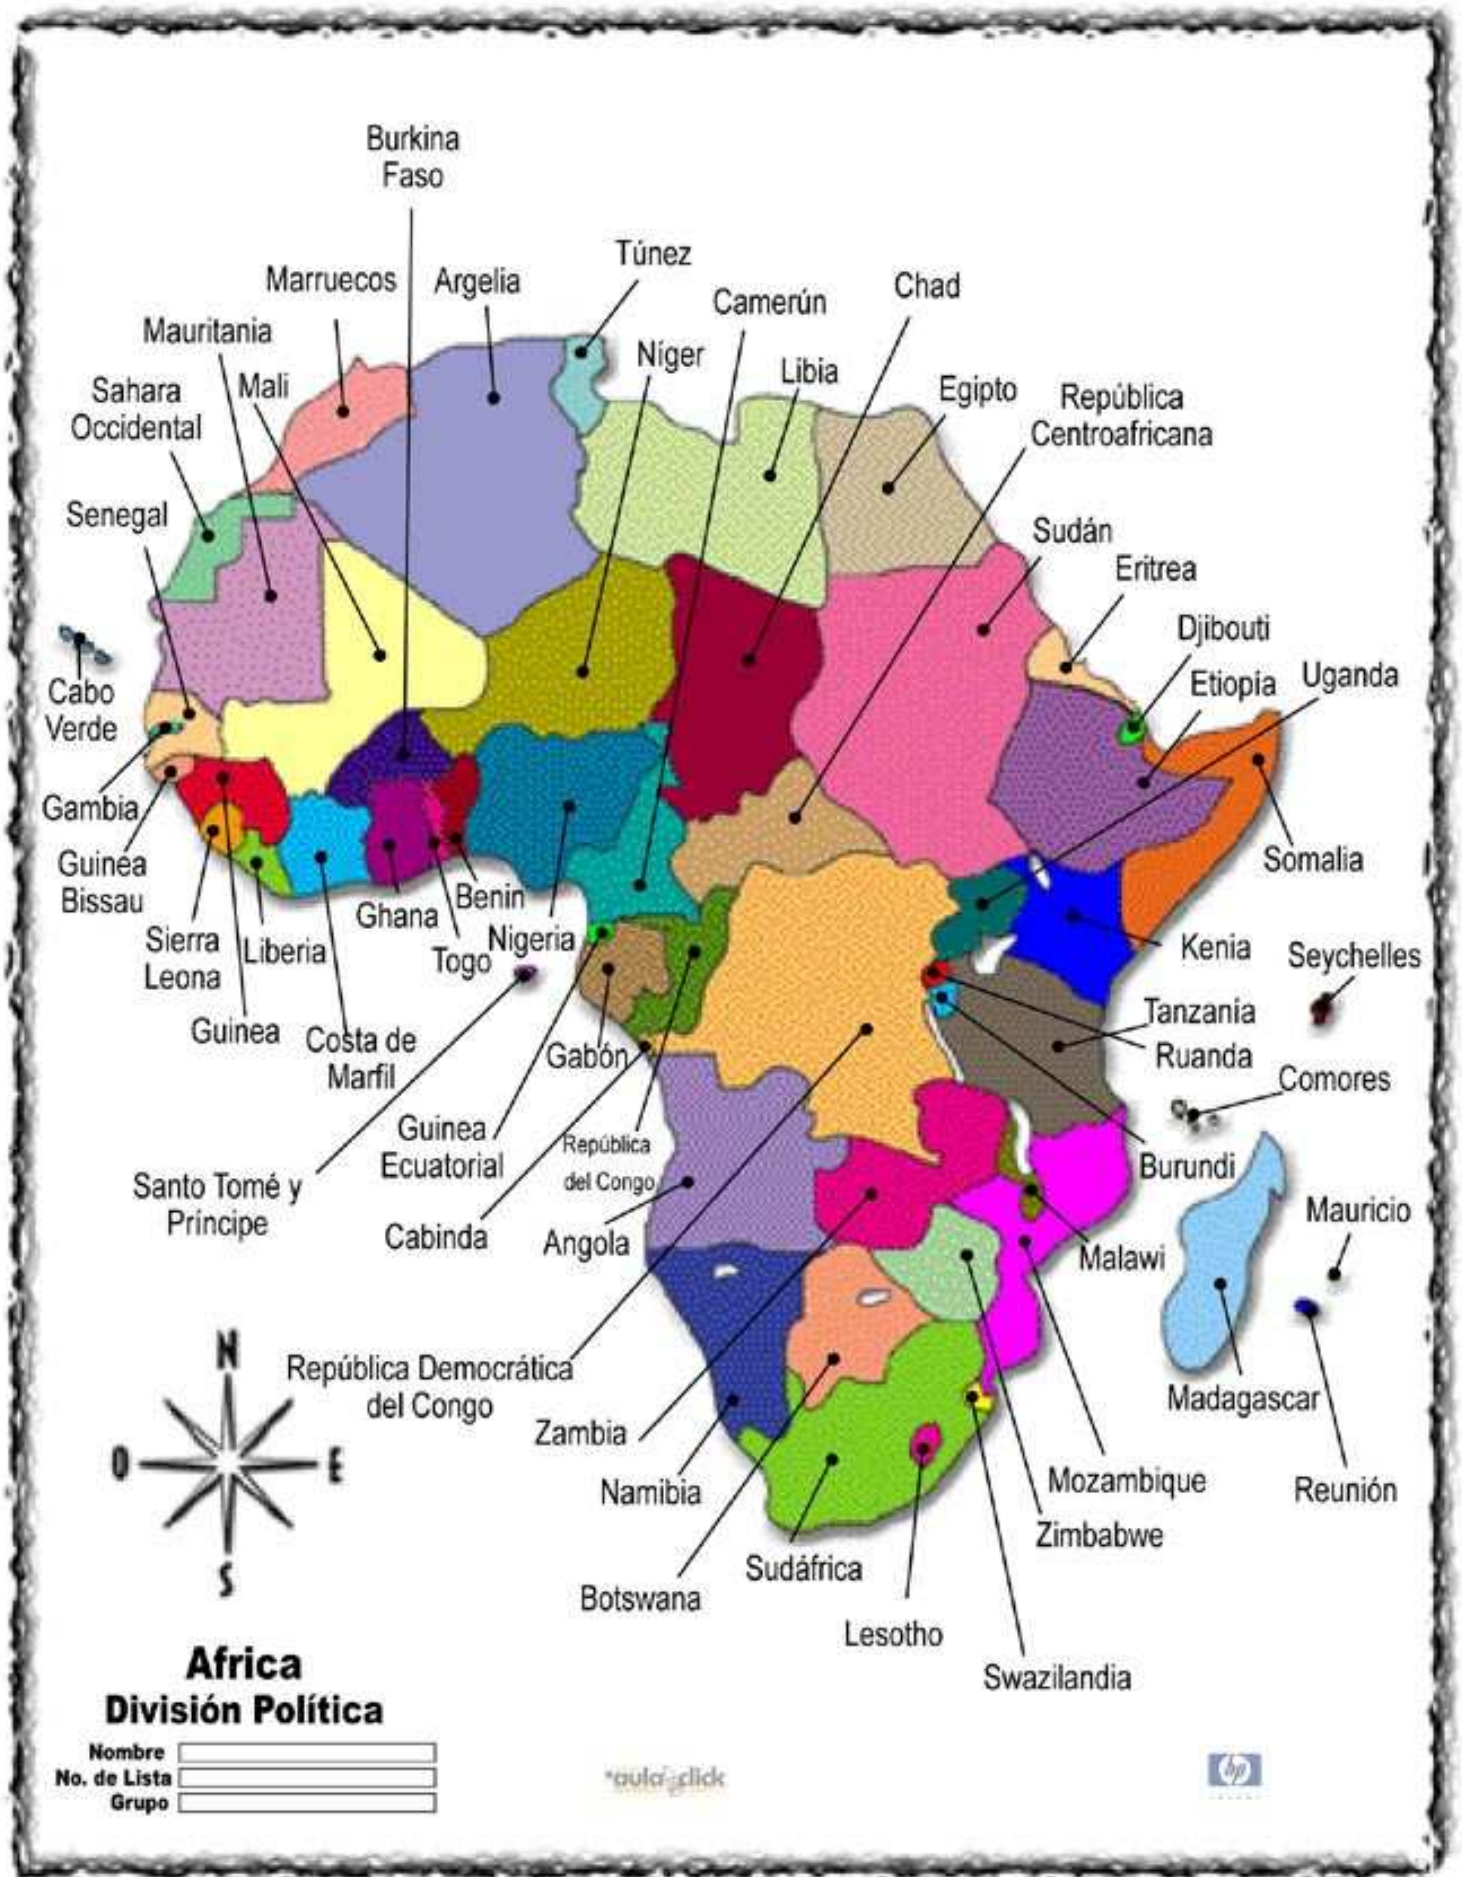 Burkina
Faso
Túnez
Marruecos
Argelia
Chad
Camerún
Mauritania
Níger
Libia
Mali
Sahara
Occidental
Egipto
República
Centroafricana
Senegal
Sudán
Eritrea
Djibouti
Etiopía
Uganda
Cabo
Verde
Gambia
Guinea
Bissau
Somalia
Benin
Ghana
Nigeria
Togo
Sierra
Leona
Liberia
Kenia
Seychelles
Guinea
Costa de
Marfil
Gabón
Tanzania
Ruanda
Comores
Guinea
Ecuatorial
República
del Congo
Burundi
Santo Tomé y
Príncipe
Cabinda
Angola
Malawi
Mauricio
República Democrática
del Congo
Madagascar
Zambia
Namibia
Mozambique
Reunión
Zimbabwe
Sudáfrica
Botswana
Lesotho
Swazilandia
N
O
E
S
Africa
División Política
Nombre
No. de Lista
Grupo
aula click
hp